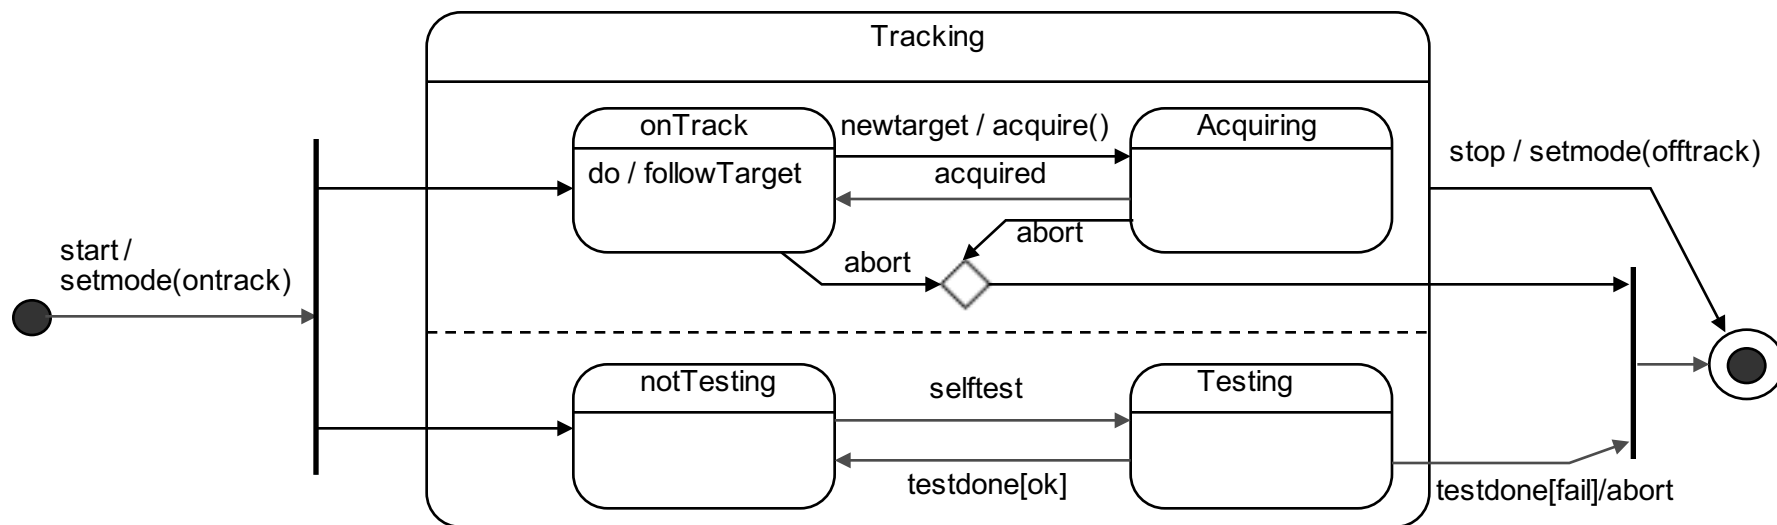 Tracking
onTrack
newtarget / acquire()
Acquiring
do / followTarget
acquired
stop / setmode(offtrack)
abort
abort
start /
setmode(ontrack)
notTesting
selftest
Testing
testdone[ok]
testdone[fail]/abort